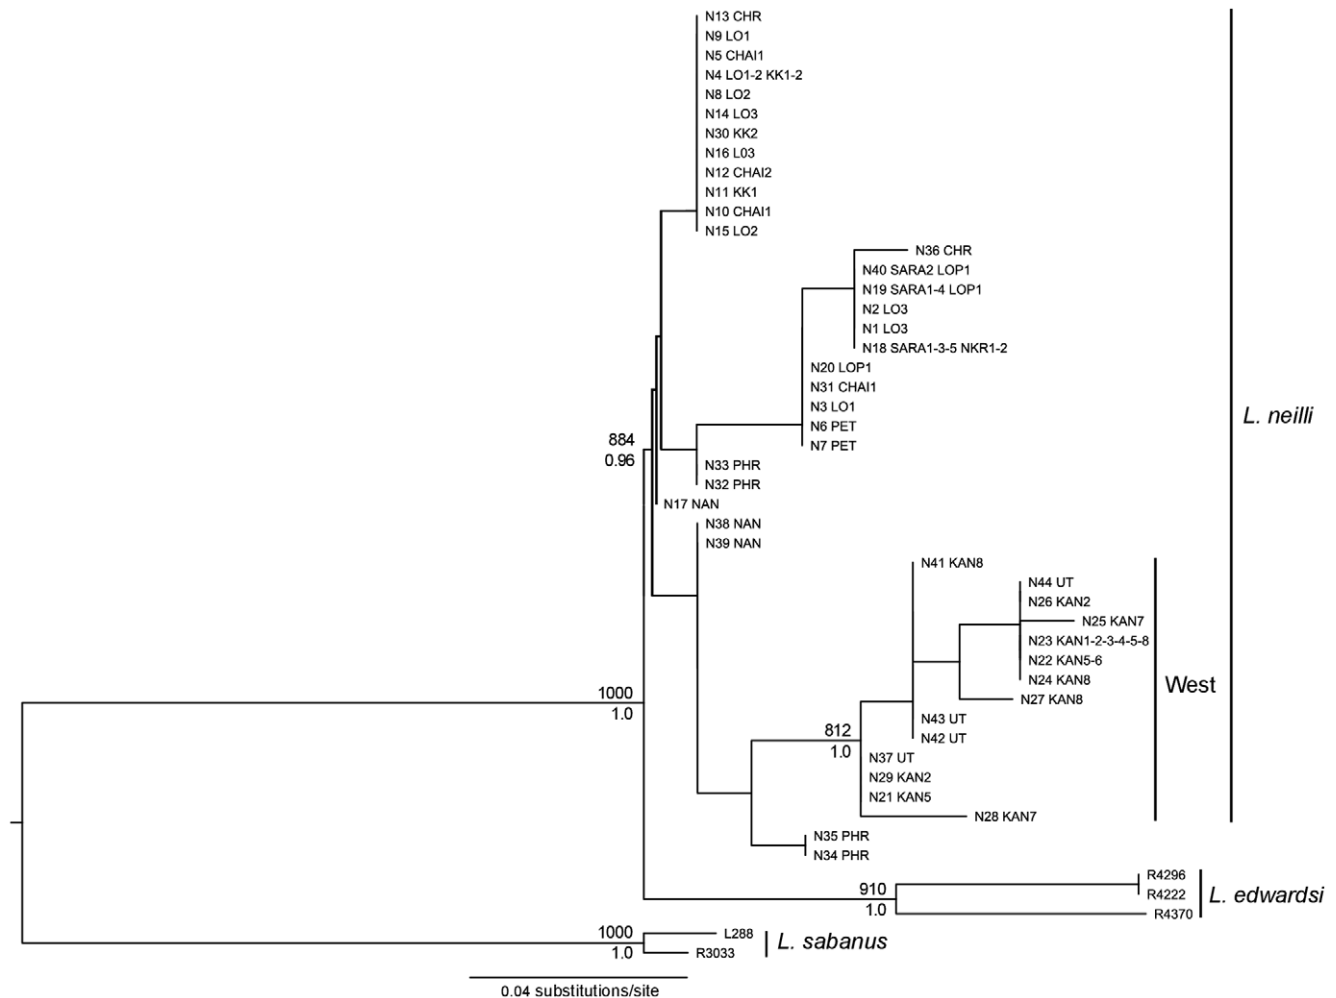 N13 CHR
N9 LO1
N5 CHAI1
N4 LO1-2 KK1-2
N8 LO2
N14 LO3
N30 KK2
N16 L03
N12 CHAI2
N11 KK1
N10 CHAI1
N15 LO2
N36 CHR
N40 SARA2 LOP1
N19 SARA1-4 LOP1
N2 LO3
N1 LO3
N18 SARA1-3-5 NKR1-2
N20 LOP1
N31 CHAI1
N3 LO1
N6 PET
N7 PET
L. neilli
884
0.96
N33 PHR
N32 PHR
N17 NAN
N38 NAN
N39 NAN
N41 KAN8
N44 UT
N26 KAN2
N25 KAN7
N23 KAN1-2-3-4-5-8
N22 KAN5-6
N24 KAN8
N27 KAN8
West
1000
1.0
N43 UT
N42 UT
812
1.0
N37 UT
N29 KAN2
N21 KAN5
N28 KAN7
N35 PHR
N34 PHR
910
1.0
R4296
R4222
R4370
L. edwardsi
1000
1.0
L288
R3033
L. sabanus
0.04 substitutions/site